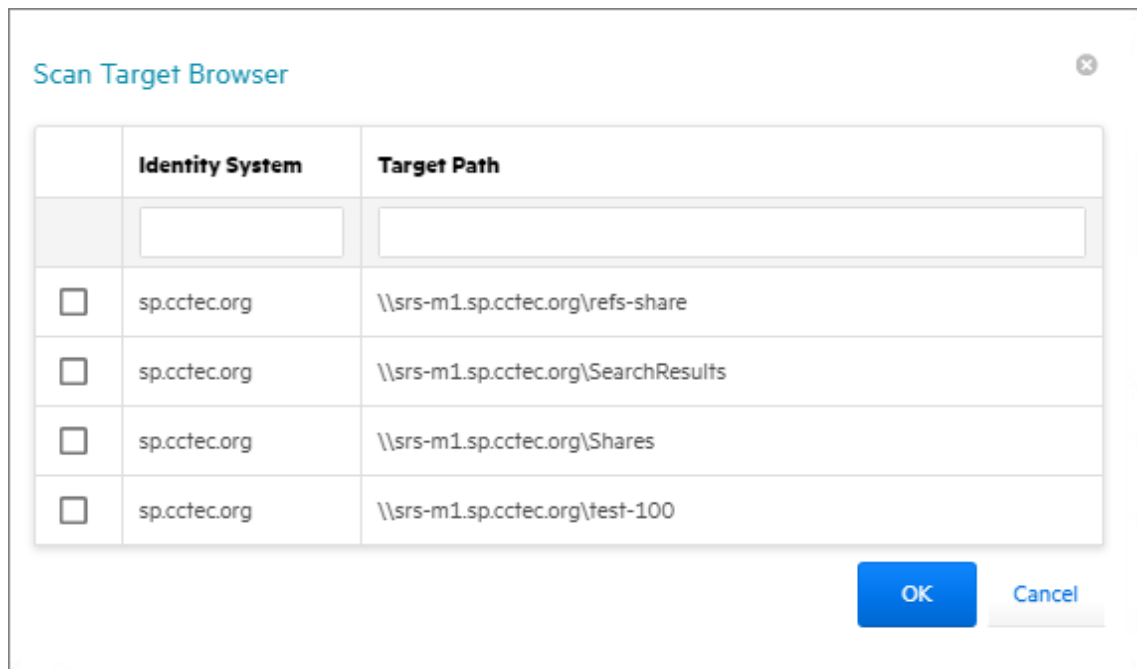 Scan Target Browser
Identity System Target Path
sp.cctec.org \\srs-m1.sp.cctec.org\refs-share
sp.cctec.org \\srs-m1.sp.cctec.org\SearchResults
sp.cctec.org \\srs-m1.sp.cctec.org\Shares
sp.cctec.org \\srs-m1.sp.cctec.org\test-100
OK Cancel